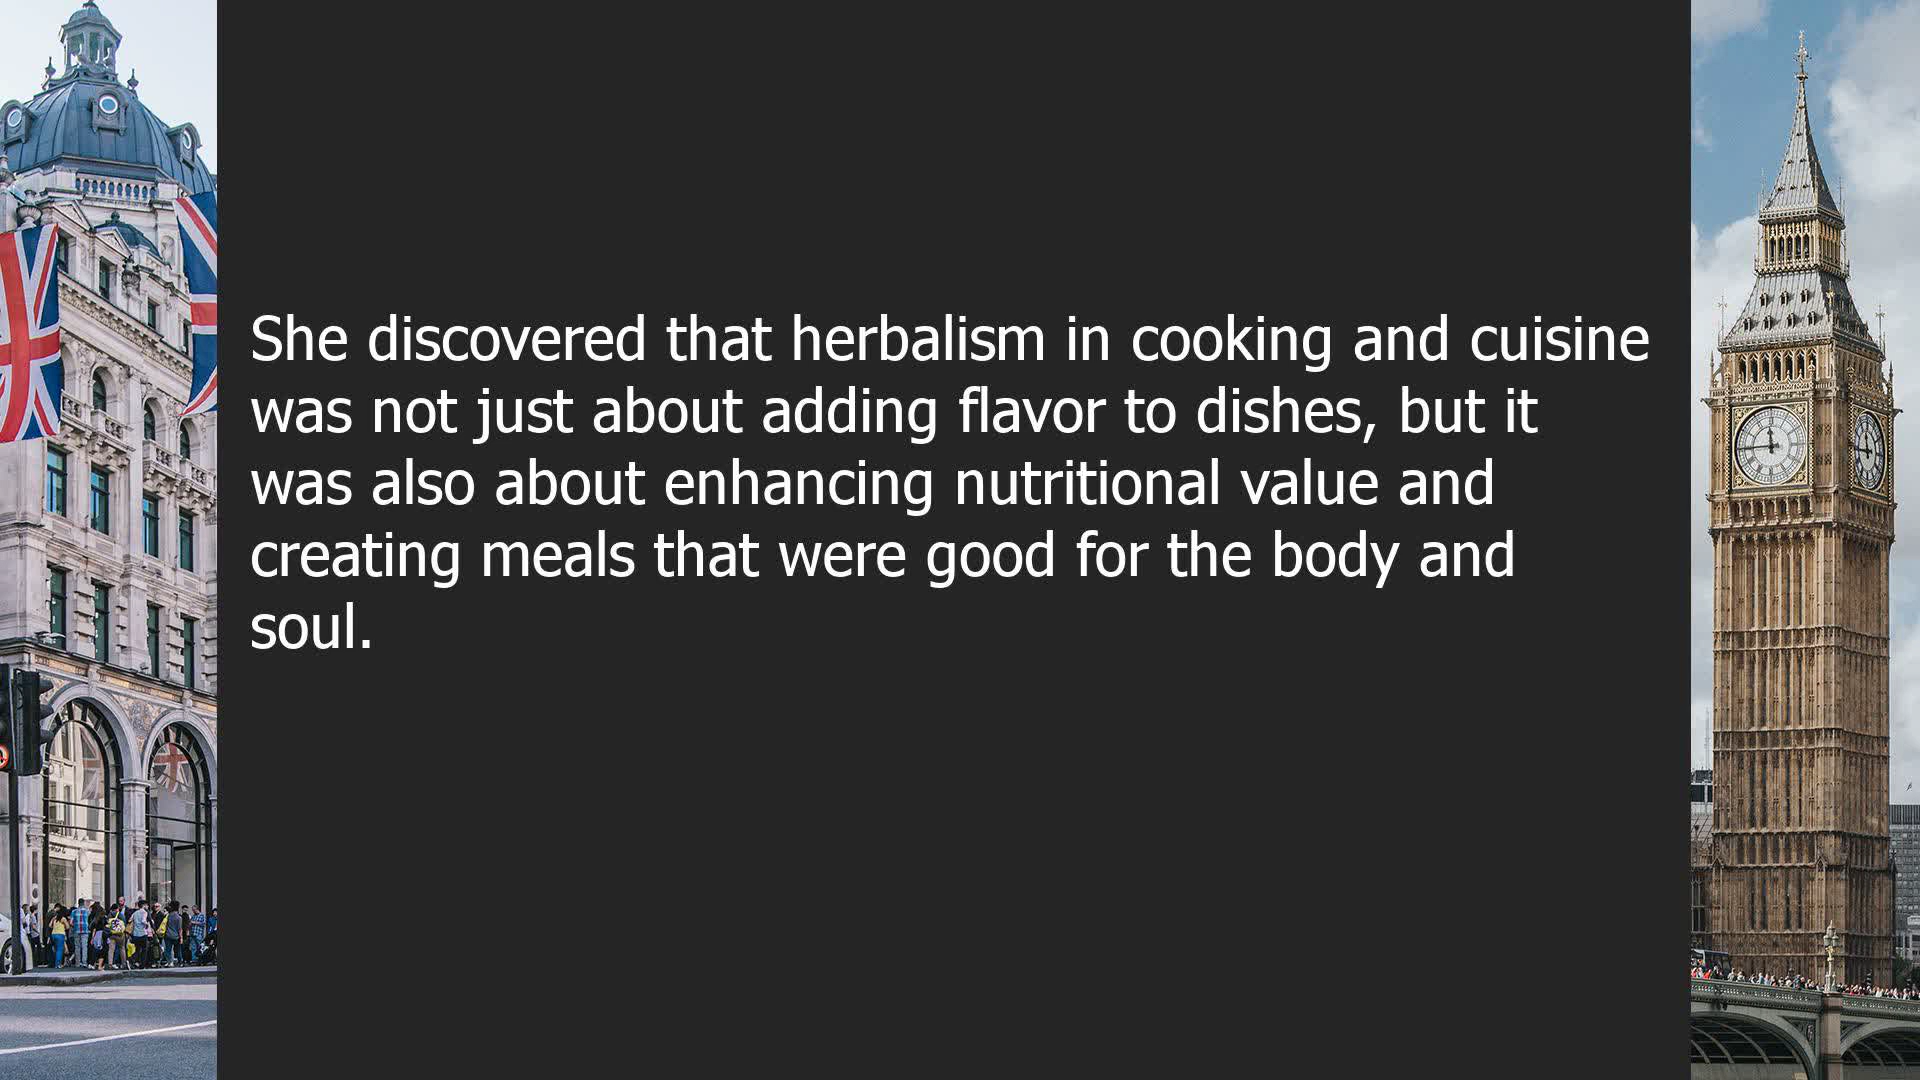 She discovered that herbalism in cooking and cuisine
was not just about adding flavor to dishes, but it
was also about enhancing nutritional value and
creating meals that were good for the body and
soul.